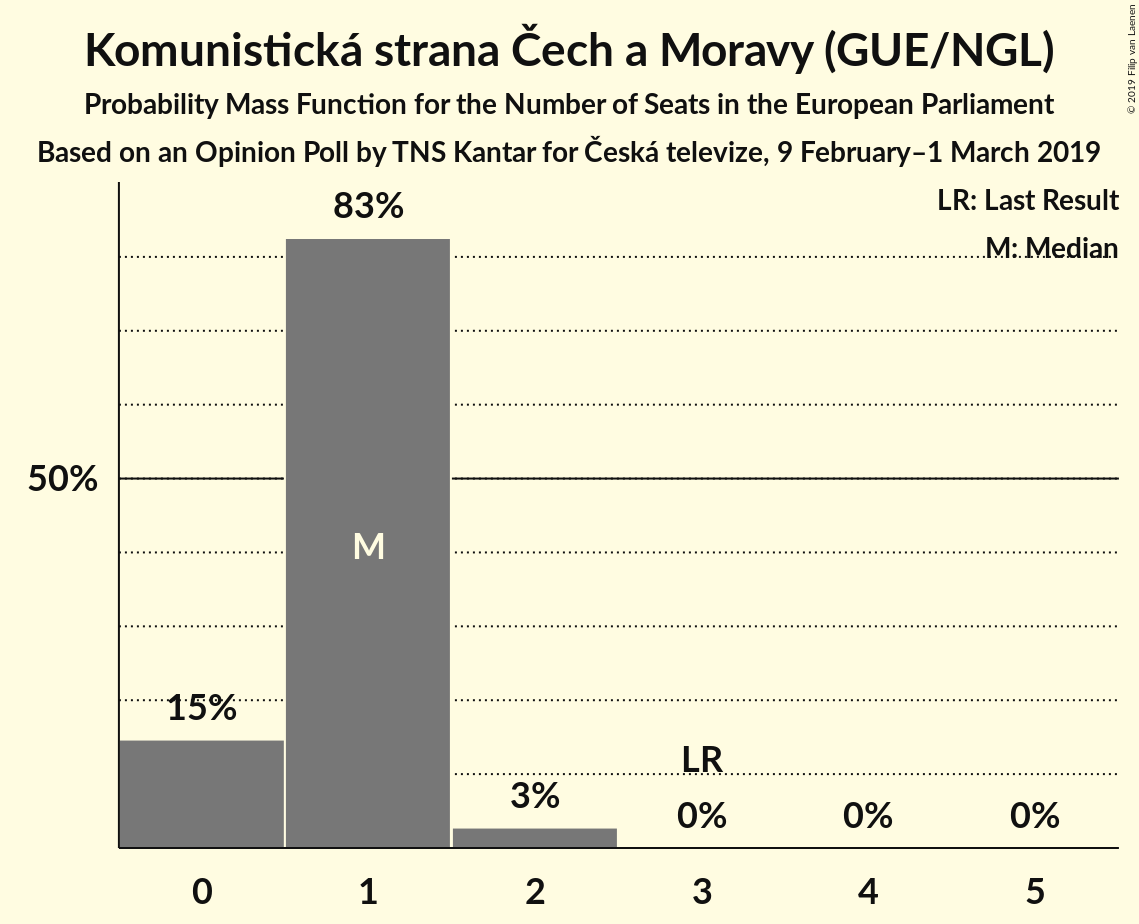 Komunistická strana Čech a Moravy (GUE/NGL)
Probability Mass Function for the Number of Seats in the European Parliament
Based on an Opinion Poll by TNS Kantar for Česká televize, 9 February–1 March 2019
© 2019 Filip van Laenen
LR: Last Result
M: Median
83%
50%
M
15%
LR
3%
0%
0%
0%
0
1
2
3
4
5